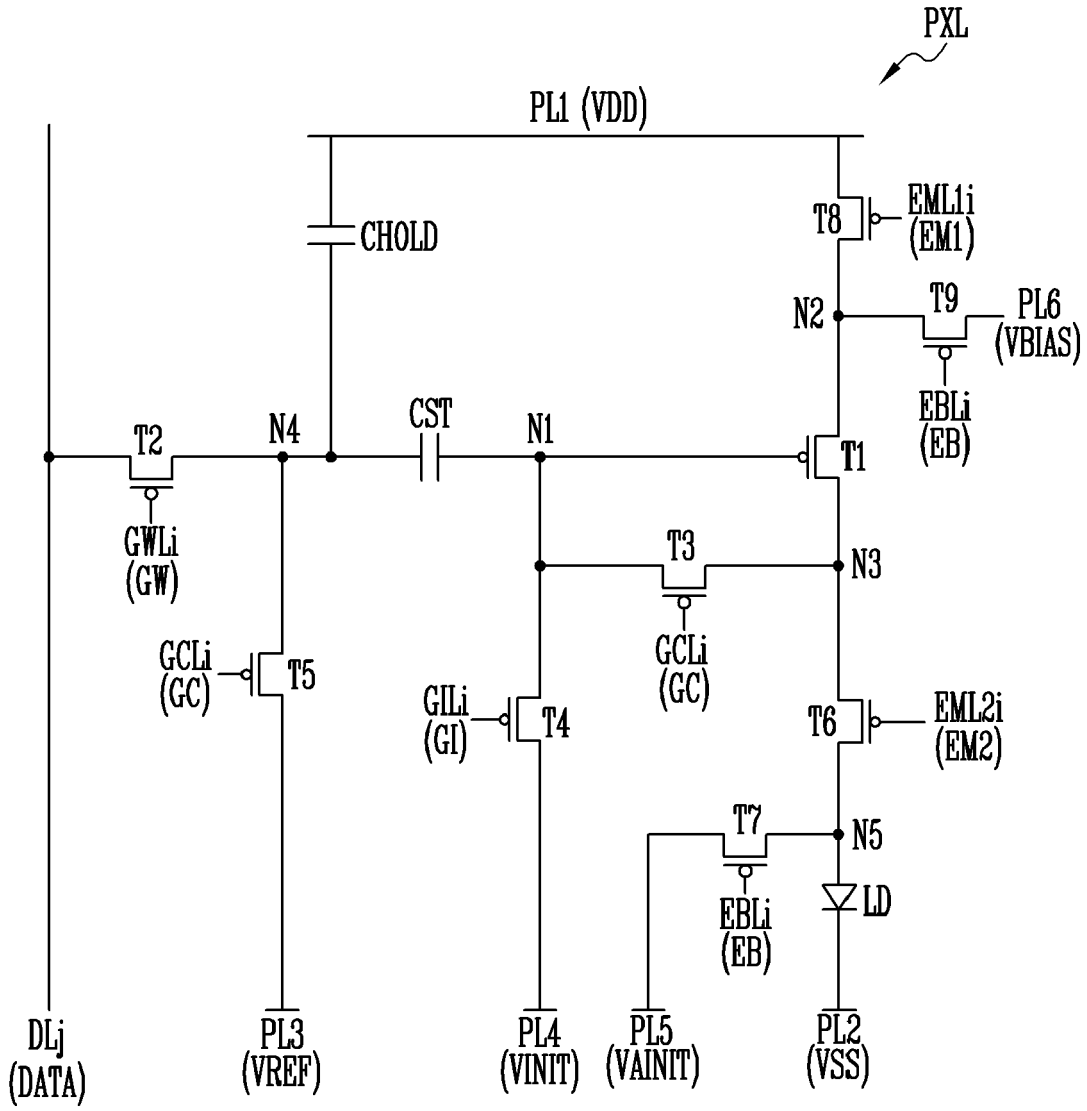 PXL
PL1 (VDD)
EML1i
(EM1)
T8
CHOLD
N2
T9
PL6
(VBIAS)
EBLi
(EB)
T2
N4
CST
N1
T1
GWLi
(GW)
T3
N3
GCLi
(GC)
T5
GCLi
(GC)
GILi
(GI)
T4
T6
EML2i
(EM2)
T7
N5
EBLi
(EB)
LD
DLj
(DATA)
PL3
(VREF)
PL4
(VINIT)
PL5
(VAINIT)
PL2
(VSS)